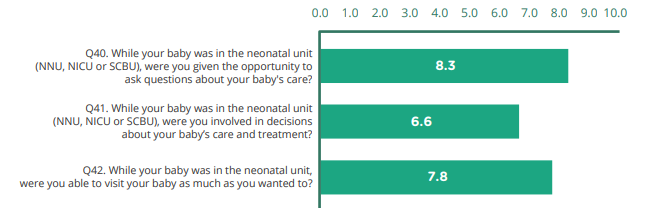 0.0 1.0 2.0 3.0 4.0 5.0 6.0 7.0 8.0 9.0 10.0
Q40. While your baby was in the neonatal unit
(NNU, NICU or SCBU), were you given the opportunity to
ask questions about your baby's care?
8.3
Q41. While your baby was in the neonatal unit
(NNU, NICU or SCBU), were you involved in decisions
about your baby’s care and treatment?
6.6
Q42. While your baby was in the neonatal unit,
were you able to visit your baby as much as you wanted to?
7.8